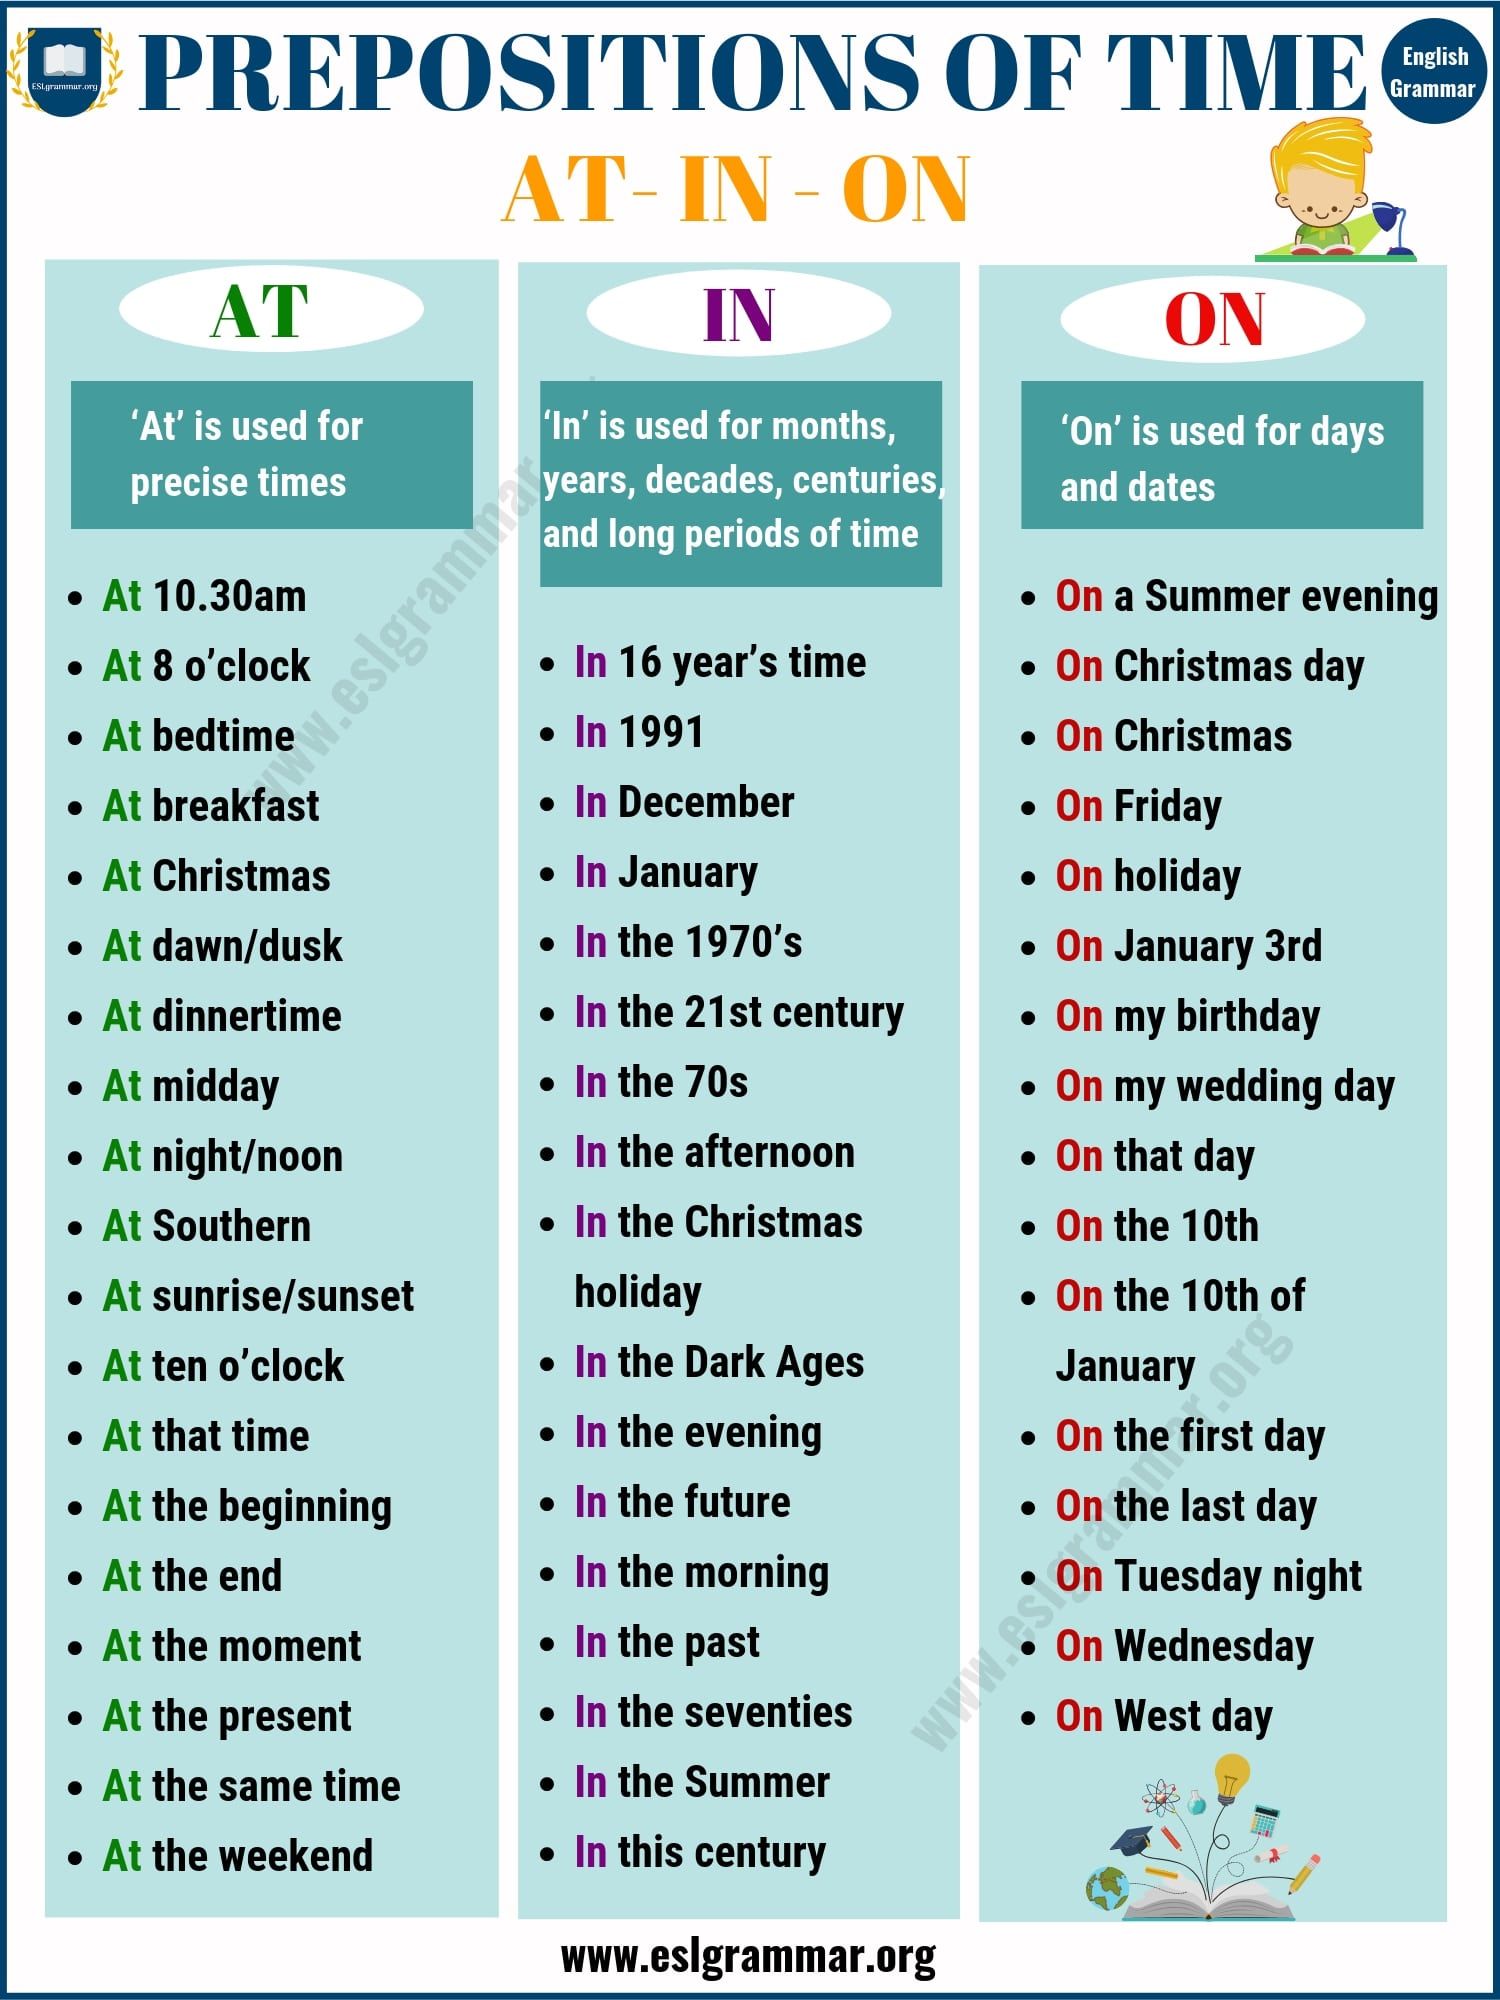 ESLgrammar.org
PREPOSITIONS OF TIME
English
Grammar
AT- IN - ON
AT
‘At’ is used for
precise times
At 10.30am
At 8 o’clock
At bedtime
At breakfast
At Christmas
At dawn/dusk
At dinnertime
At midday
At night/noon
At Southern
At sunrise/sunset
At ten o’clock
At that time
At the beginning
At the end
At the moment
At the present
At the same time
At the weekend
IN
‘In’ is used for months,
years, decades, centuries,
and long periods of time
In 16 year’s time
In 1991
In December
In January
In the 1970’s
In the 21st century
In the 70s
In the afternoon
In the Christmas
holiday
In the Dark Ages
In the evening
In the future
In the morning
In the past
In the seventies
In the Summer
In this century
ON
‘On’ is used for days
and dates
On a Summer evening
On Christmas day
On Christmas
On Friday
On holiday
On January 3rd
On my birthday
On my wedding day
On that day
On the 10th
On the 10th of
January
On the first day
On the last day
On Tuesday night
On Wednesday
On West day
www.eslgrammar
www.eslgrammar.org
www.eslgrammar.org